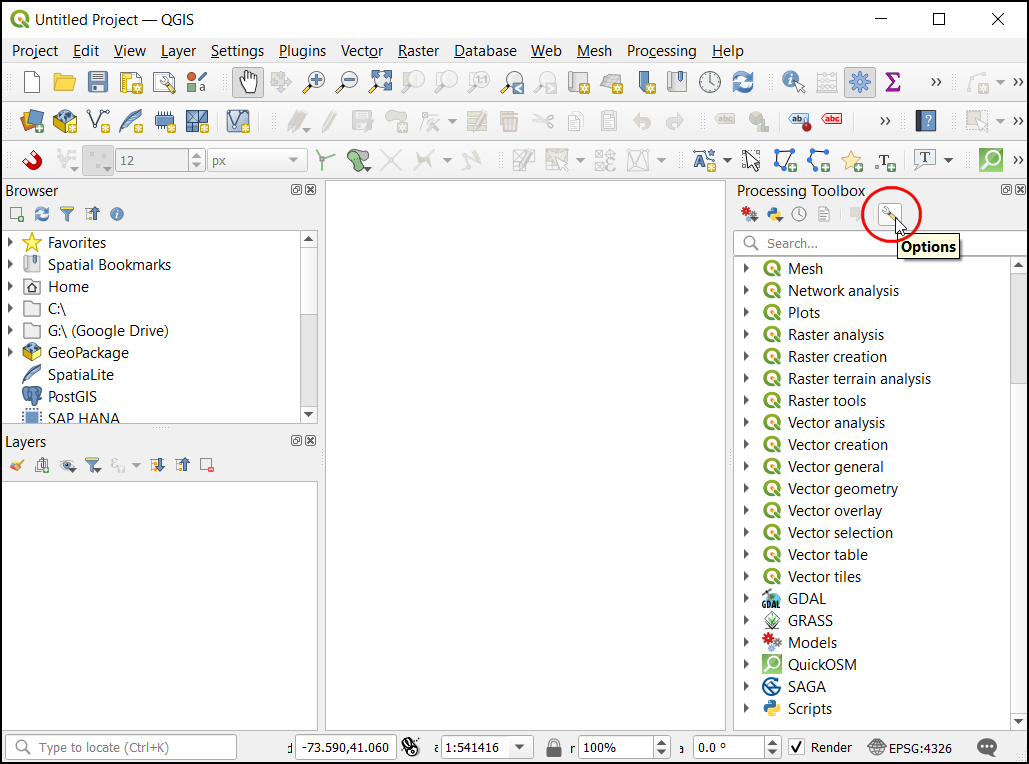 Untitled Project — QGIS
Project Edit View Layer Settings Plugins Vector Raster Database Web Mesh Processing Help
abc abc
12 px
Browser
Favorites
Spatial Bookmarks
Home
C:\
G:\ (Google Drive)
GeoPackage
SpatiaLite
PostGIS
SAP HANA
Layers
Processing Toolbox
Options
Search...
Mesh
Network analysis
Plots
Raster analysis
Raster creation
Raster terrain analysis
Raster tools
Vector analysis
Vector creation
Vector general
Vector geometry
Vector overlay
Vector selection
Vector table
Vector tiles
GDAL
GRASS
Models
QuickOSM
SAGA
Scripts
Type to locate (Ctrl+K) -73.590,41.060 1:541416 100% 0.0 ° Render EPSG:4326